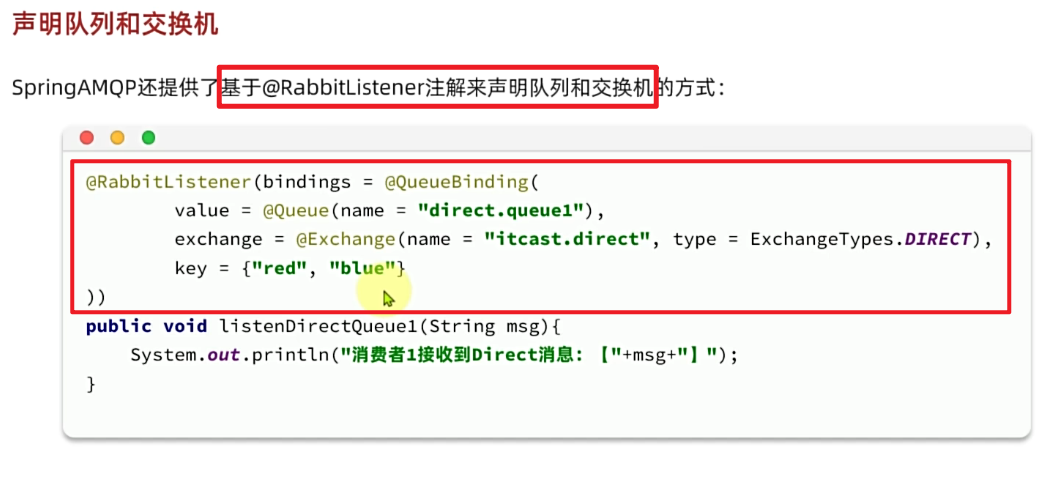 声明队列和交换机
SpringAMQP还提供了基于@RabbitListener注解来声明队列和交换机的方式：
@RabbitListener(bindings = @QueueBinding(
        value = @Queue(name = "direct.queue1"),
        exchange = @Exchange(name = "itcast.direct", type = ExchangeTypes.DIRECT),
        key = {"red", "blue"}
))
public void listenDirectQueue1(String msg){
    System.out.println("消费者1接收到Direct消息：【"+msg+"】");
}